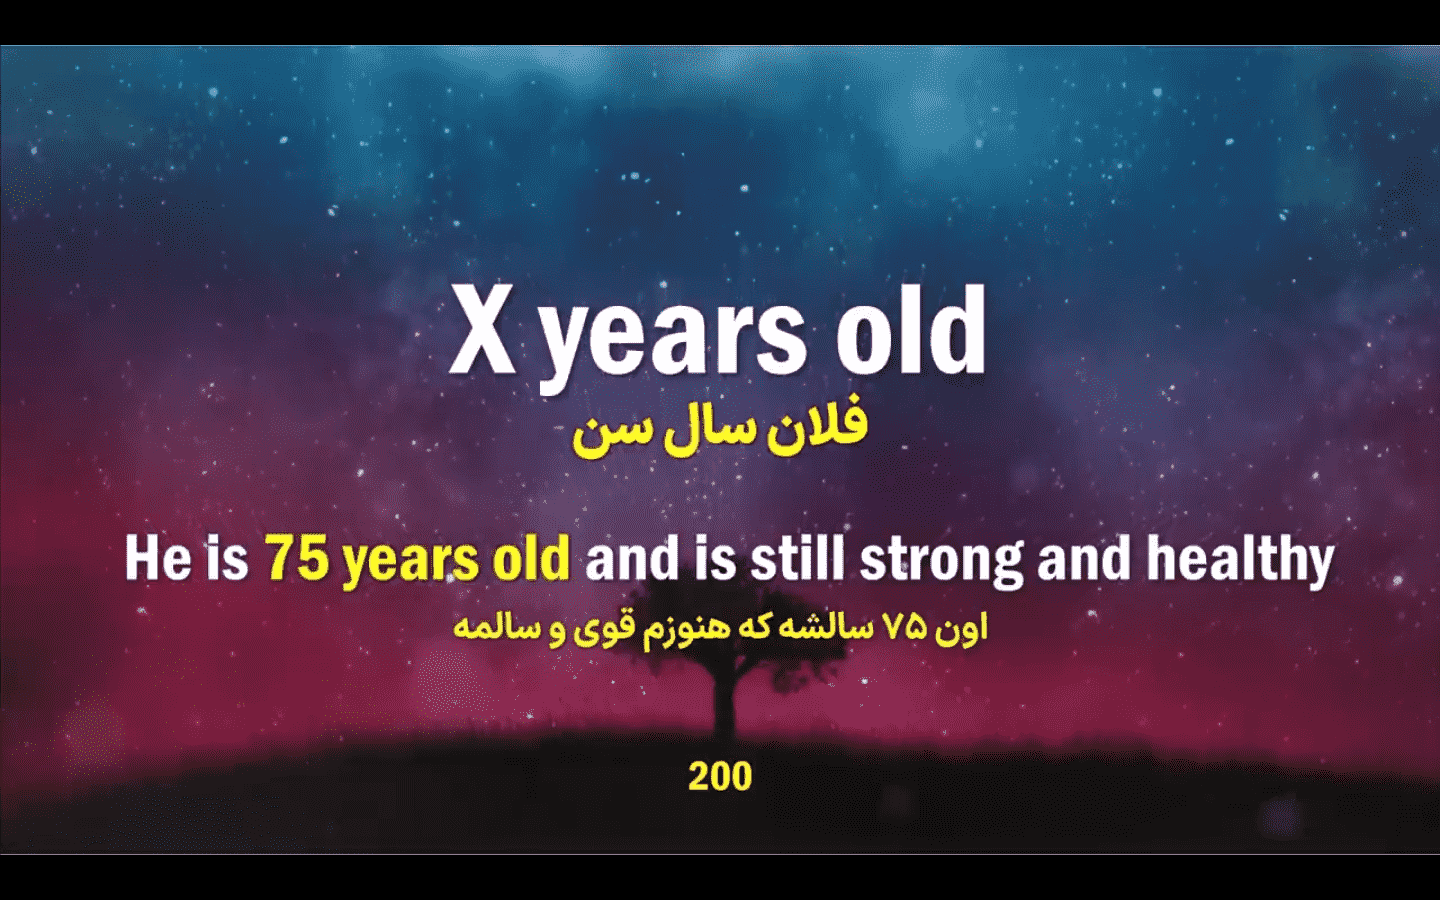 X years old
فلان سال سن
He is 75 years old and is still strong and healthy
اون ۷۵ سالشه که هنوزم قوی و سالمه
200